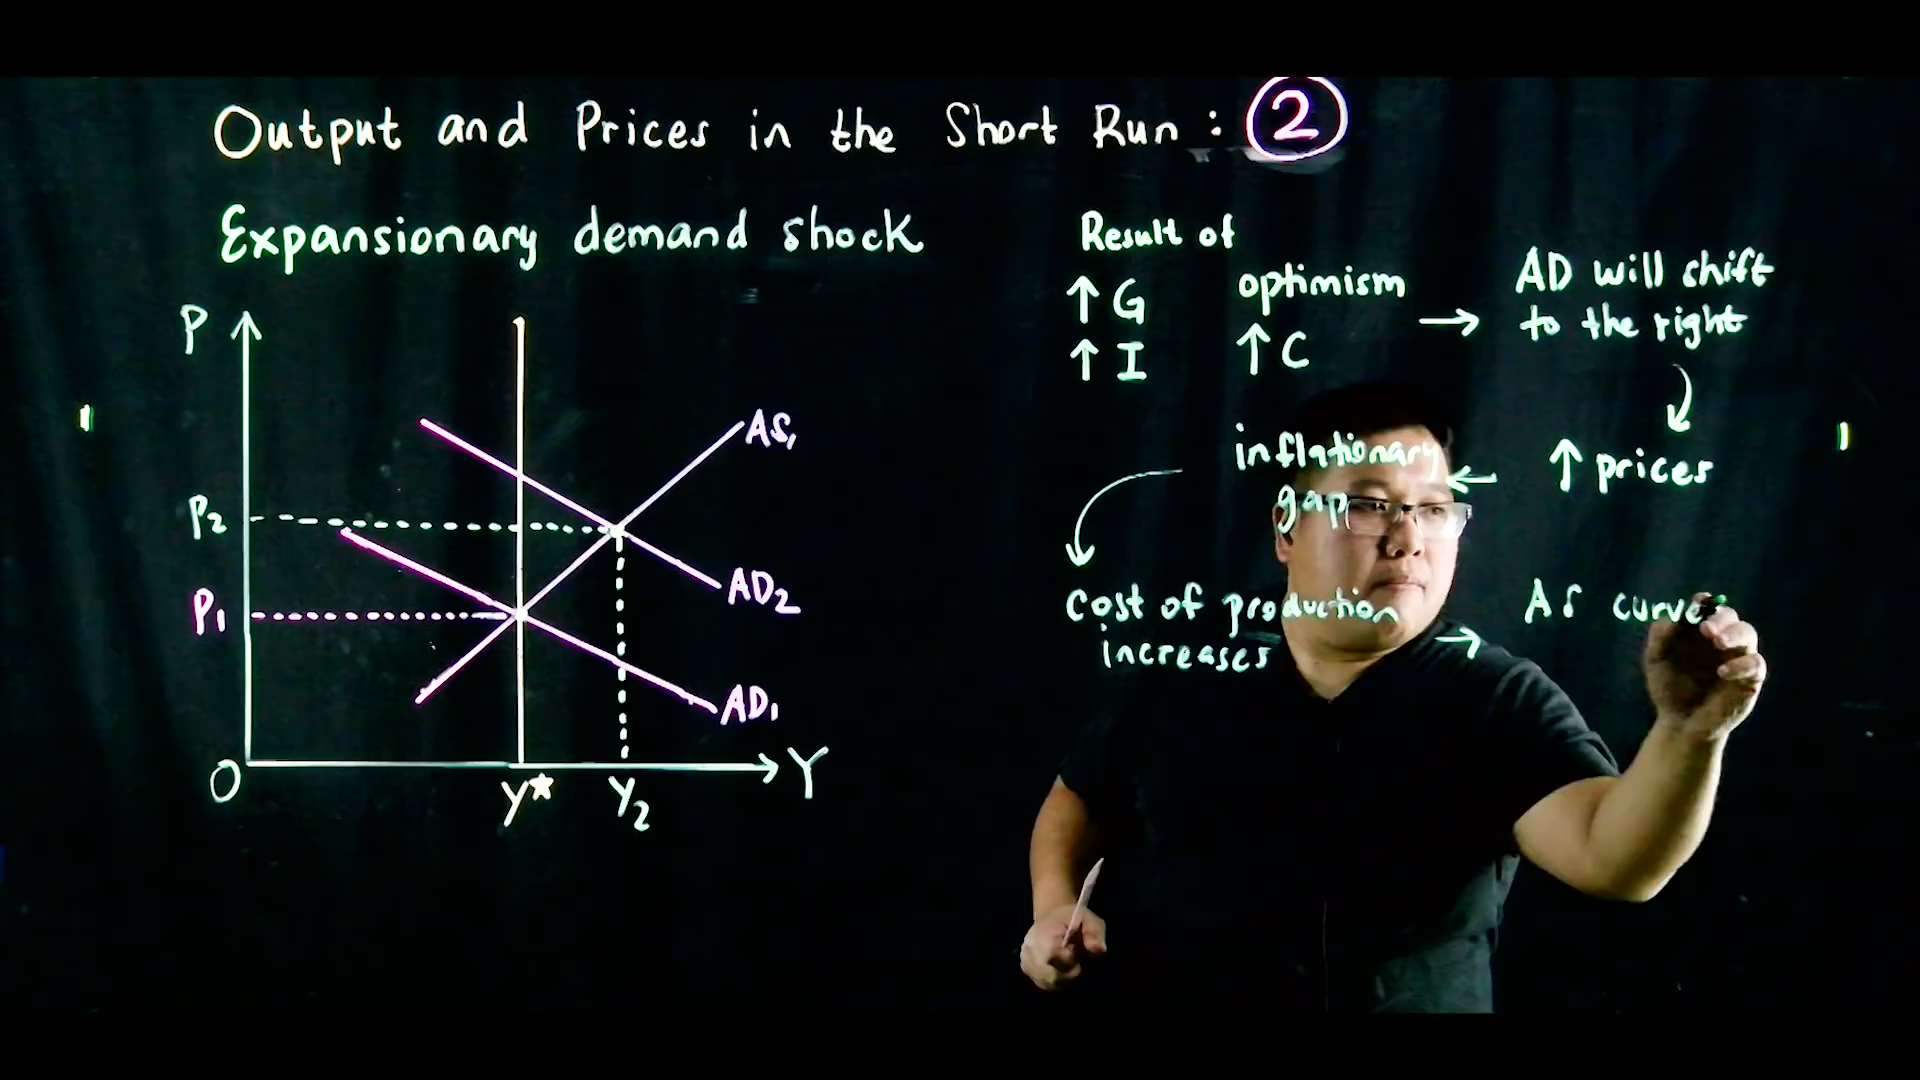 Output and Prices in the Short Run : 2
Expansionary demand shock
P
AS₁
P₂
AD₂
P₁
AD₁
O
Y*
Y₂
Y
Result of
↑ G
↑ I
optimism
↑ C
→
AD will shift
to the right
↑ prices
←
inflationary
gap
Cost of production
increases
→
AS curve